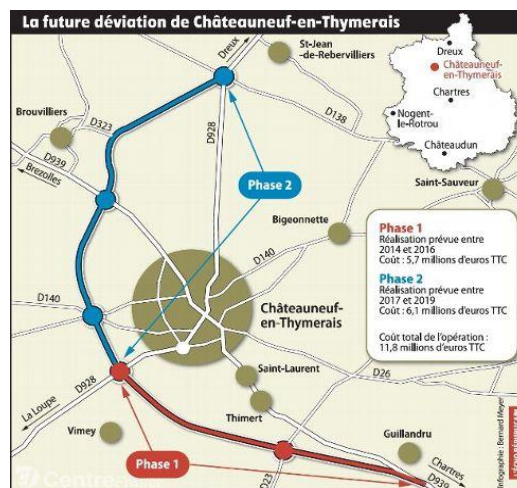 La future déviation de Châteauneuf-en-Thymerais
Dreux
St-Jean
-de-Rebervilliers
Dreux
Châteauneuf-
en-Thymerais
Chartres
Nogent-
le-Rotrou
Châteaudun
Brouvilliers
D323
D939
Brezolles
D928
D138
Phase 2
Saint-Sauveur
Bigeonnette
D140
Phase 1
Réalisation prévue entre
2014 et 2016
Coût : 5,7 millions d'euros TTC
Phase 2
Réalisation prévue entre
2017 et 2019
Coût : 6,1 millions d'euros TTC
Coût total de l'opération :
11,8 millions d'euros TTC
D140
Châteauneuf-
en-Thymerais
Saint-Laurent
D26
D928
La Loupe
Thimert
Vimey
Guillandru
Phase 1
Chartres
D939
D23
Infographie : Bernard Meyer
Centre